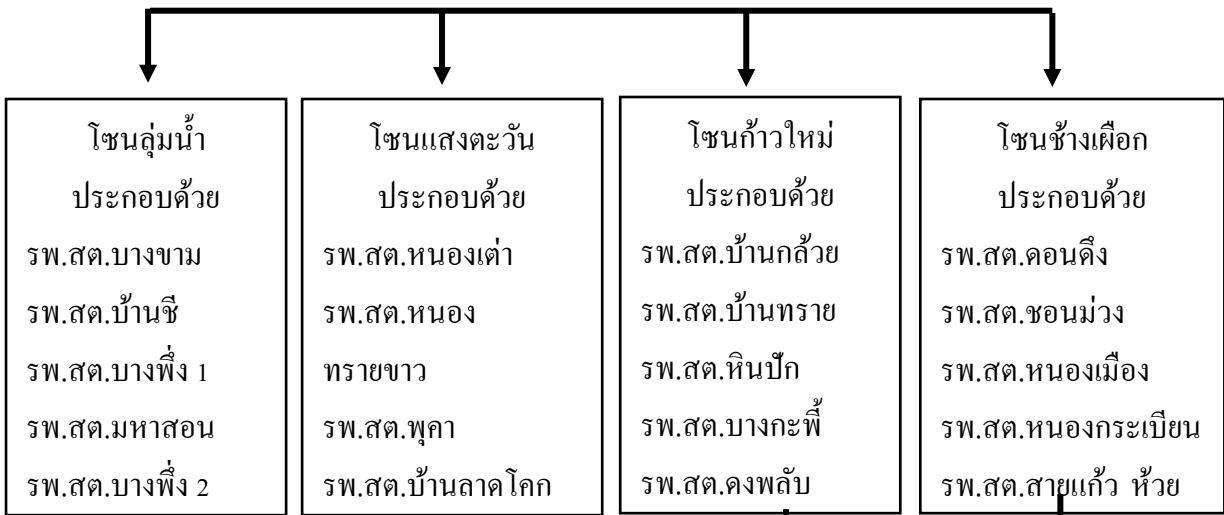 โซนลุ่มน้ำ
ประกอบด้วย
รพ.สต.บางขาม
รพ.สต.บ้านชี
รพ.สต.บางพึ่ง 1
รพ.สต.มหาสอน
รพ.สต.บางพึ่ง 2
โซนแสงตะวัน
ประกอบด้วย
รพ.สต.หนองเต่า
รพ.สต.หนอง
ทรายขาว
รพ.สต.พุคา
รพ.สต.บ้านลาดโคก
โซนก้าวใหม่
ประกอบด้วย
รพ.สต.บ้านกล้วย
รพ.สต.บ้านทราย
รพ.สต.หินปัก
รพ.สต.บางกะพี้
รพ.สต.ดงพลับ
โซนช้างเผือก
ประกอบด้วย
รพ.สต.ดอนดึง
รพ.สต.ชอนม่วง
รพ.สต.หนองเมือง
รพ.สต.หนองกระเบียน
รพ.สต.สายแก้ว ห้วย